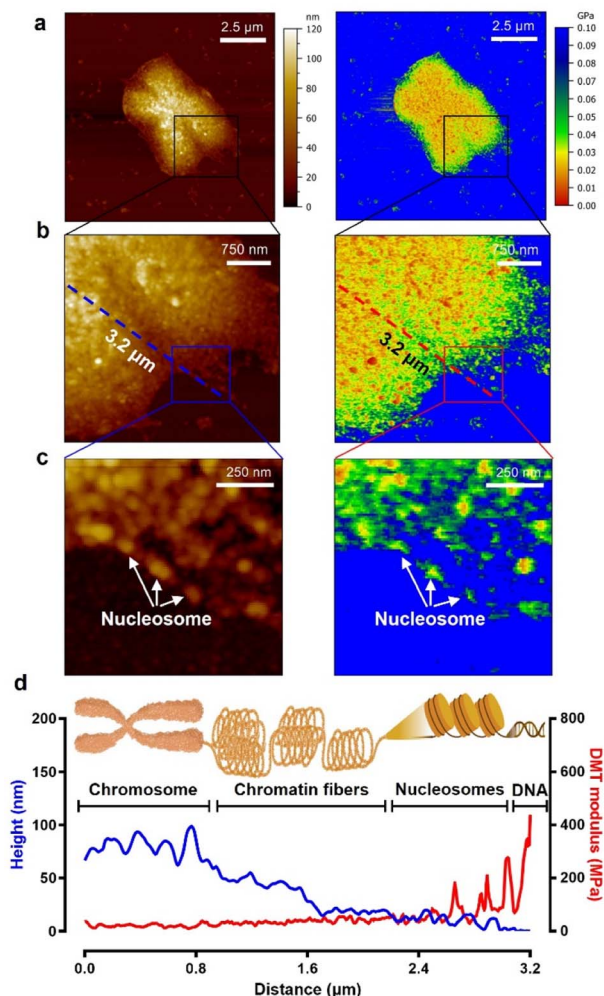 a
nm
120
100
80
60
40
20
0
2.5 µm
2.5 µm
GPa
0.10
0.09
0.08
0.07
0.06
0.05
0.04
0.03
0.02
0.01
0.00
b
750 nm
3.2 µm
750 nm
3.2 µm
c
250 nm
Nucleosome
250 nm
Nucleosome
d
200
150
100
50
0
Height (nm)
Chromosome
Chromatin fibers
Nucleosomes
DNA
800
600
400
200
0
DMT modulus (MPa)
0.0
0.8
1.6
2.4
3.2
Distance (µm)